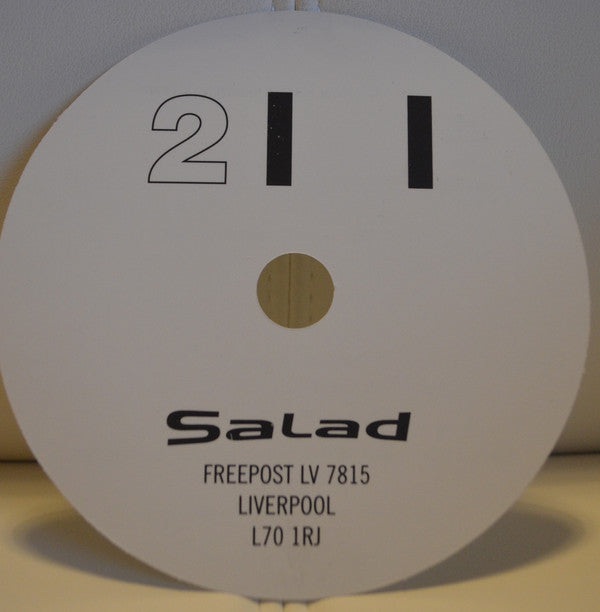 2
Salad
FREEPOST LV 7815
LIVERPOOL
L70 1RJ